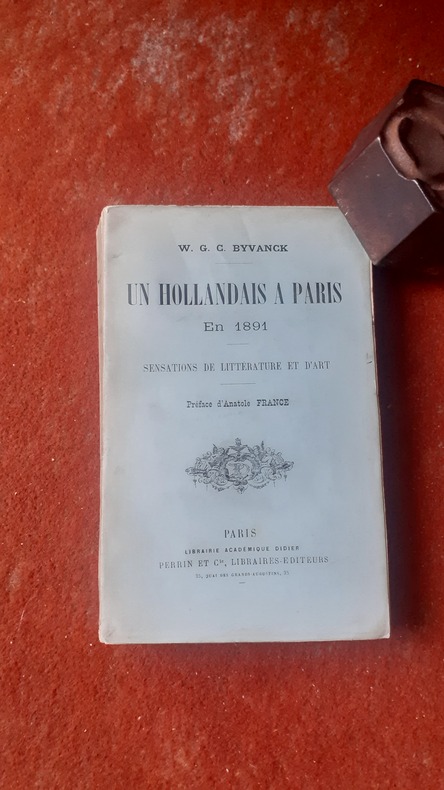 W. G. C. BYVANCK
UN HOLLANDAIS A PARIS
En 1891
SENSATIONS DE LITTÉRATURE ET D'ART
Préface d'Anatole FRANCE
PARIS
LIBRAIRIE ACADÉMIQUE DIDIER
PERRIN ET Cie, LIBRAIRES-ÉDITEURS
35, QUAI DES GRANDS-AUGUSTINS, 35